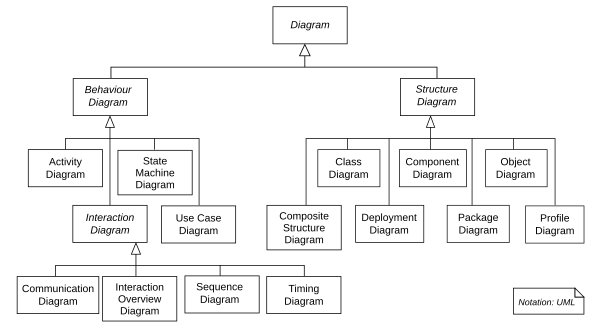 Diagram
Behaviour
Diagram
Structure
Diagram
Activity
Diagram
State
Machine
Diagram
Class
Diagram
Component
Diagram
Object
Diagram
Interaction
Diagram
Use Case
Diagram
Composite
Structure
Diagram
Deployment
Diagram
Package
Diagram
Profile
Diagram
Communication
Diagram
Interaction
Overview
Diagram
Sequence
Diagram
Timing
Diagram
Notation: UML